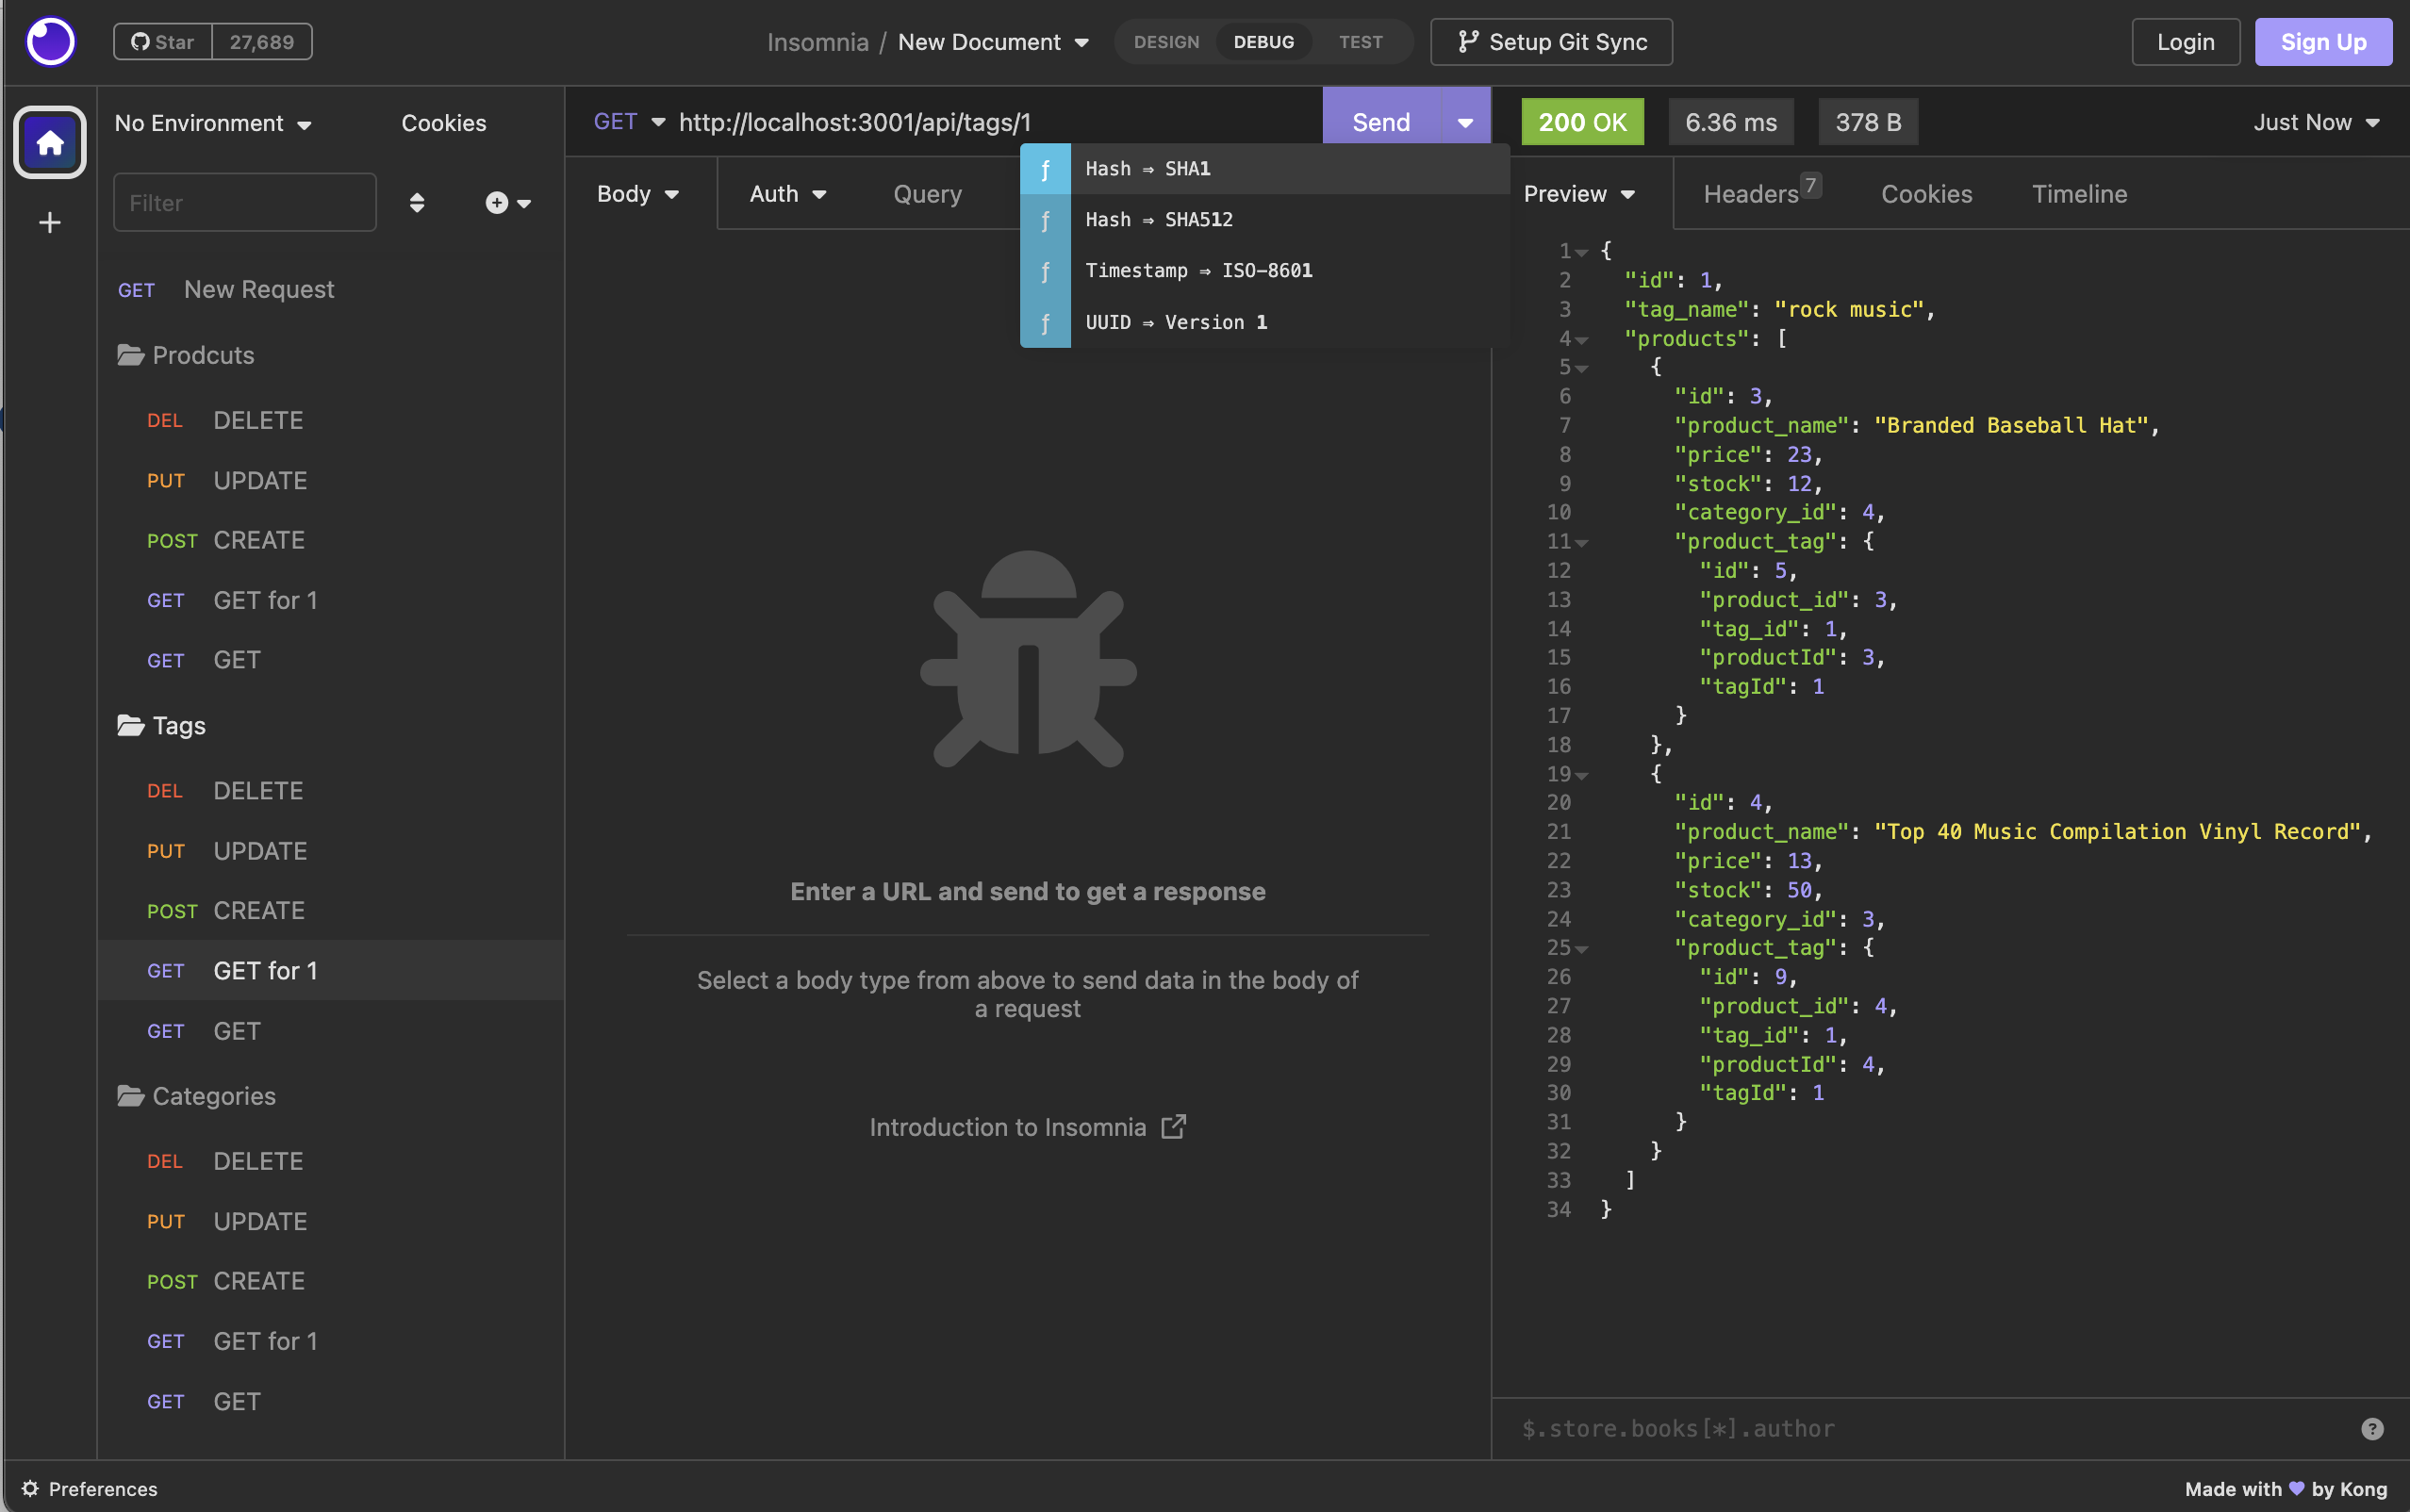 Star 27,689
Insomnia / New Document
DESIGN DEBUG TEST
Setup Git Sync
Login
Sign Up
No Environment
Cookies
Filter
GET New Request
Prodcuts
DEL DELETE
PUT UPDATE
POST CREATE
GET GET for 1
GET GET
Tags
DEL DELETE
PUT UPDATE
POST CREATE
GET GET for 1
GET GET
Categories
DEL DELETE
PUT UPDATE
POST CREATE
GET GET for 1
GET GET
GET http://localhost:3001/api/tags/1
Send
Body Auth Query
ƒ Hash ⇒ SHA1
ƒ Hash ⇒ SHA512
ƒ Timestamp ⇒ ISO-8601
ƒ UUID ⇒ Version 1
Enter a URL and send to get a response
Select a body type from above to send data in the body of
a request
Introduction to Insomnia
200 OK 6.36 ms 378 B Just Now
Preview Headers 7 Cookies Timeline
1 {
2 "id": 1,
3 "tag_name": "rock music",
4 "products": [
5 {
6 "id": 3,
7 "product_name": "Branded Baseball Hat",
8 "price": 23,
9 "stock": 12,
10 "category_id": 4,
11 "product_tag": {
12 "id": 5,
13 "product_id": 3,
14 "tag_id": 1,
15 "productId": 3,
16 "tagId": 1
17 }
18 },
19 {
20 "id": 4,
21 "product_name": "Top 40 Music Compilation Vinyl Record",
22 "price": 13,
23 "stock": 50,
24 "category_id": 3,
25 "product_tag": {
26 "id": 9,
27 "product_id": 4,
28 "tag_id": 1,
29 "productId": 4,
30 "tagId": 1
31 }
32 }
33 ]
34 }
$.store.books[*].author
?
Preferences
Made with 💜 by Kong